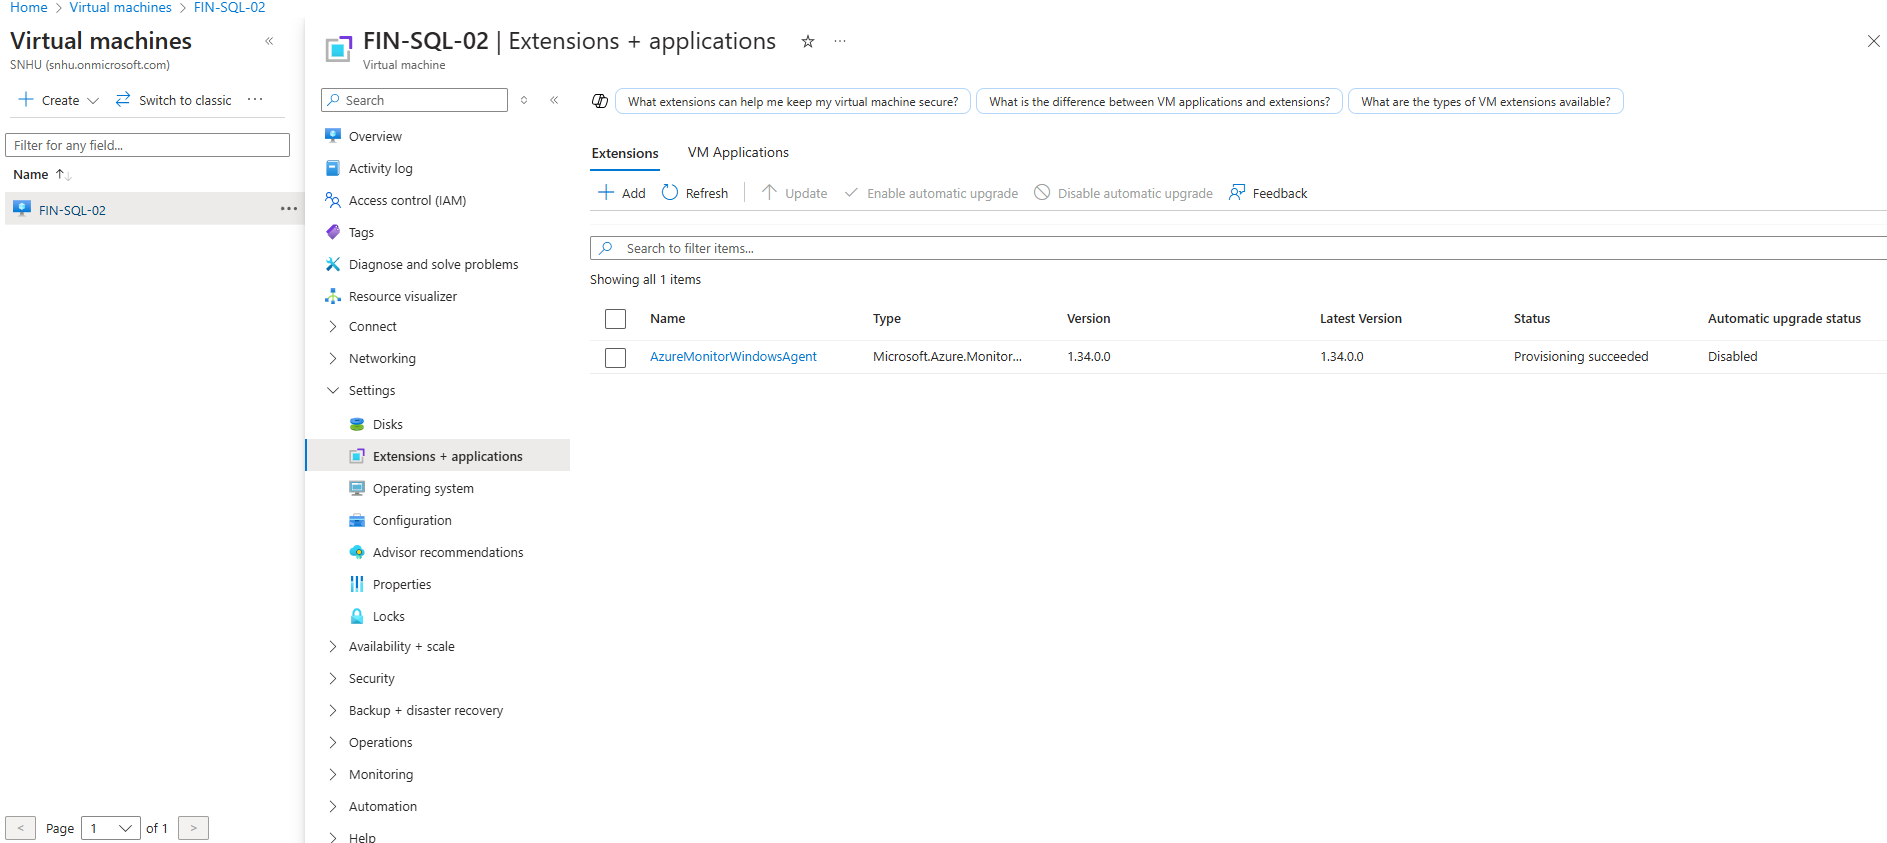 Home > Virtual machines > FIN-SQL-02
Virtual machines «
SNHU (snhu.onmicrosoft.com)
+ Create Switch to classic ...
Filter for any field...
Name ↑↓
FIN-SQL-02 ...
< Page 1 of 1 >
FIN-SQL-02 | Extensions + applications ...
Virtual machine
Search «
Overview
Activity log
Access control (IAM)
Tags
Diagnose and solve problems
Resource visualizer
Connect
Networking
Settings
Disks
Extensions + applications
Operating system
Configuration
Advisor recommendations
Properties
Locks
Availability + scale
Security
Backup + disaster recovery
Operations
Monitoring
Automation
Help
What extensions can help me keep my virtual machine secure? What is the difference between VM applications and extensions? What are the types of VM extensions available?
Extensions VM Applications
+ Add Refresh Update Enable automatic upgrade Disable automatic upgrade Feedback
Search to filter items...
Showing all 1 items
Name Type Version Latest Version Status Automatic upgrade status
AzureMonitorWindowsAgent Microsoft.Azure.Monitor... 1.34.0.0 1.34.0.0 Provisioning succeeded Disabled